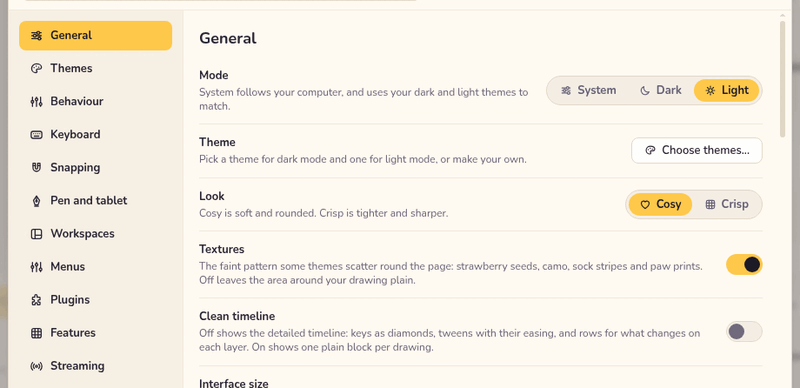 General
Themes
Behaviour
Keyboard
Snapping
Pen and tablet
Workspaces
Menus
Plugins
Features
Streaming
General
Mode
System follows your computer, and uses your dark and light themes to
match.
System
Dark
Light
Theme
Pick a theme for dark mode and one for light mode, or make your own.
Choose themes...
Look
Cosy is soft and rounded. Crisp is tighter and sharper.
Cosy
Crisp
Textures
The faint pattern some themes scatter round the page: strawberry seeds, camo, sock stripes and paw prints.
Off leaves the area around your drawing plain.
Clean timeline
Off shows the detailed timeline: keys as diamonds, tweens with their easing, and rows for what changes on
each layer. On shows one plain block per drawing.
Interface size